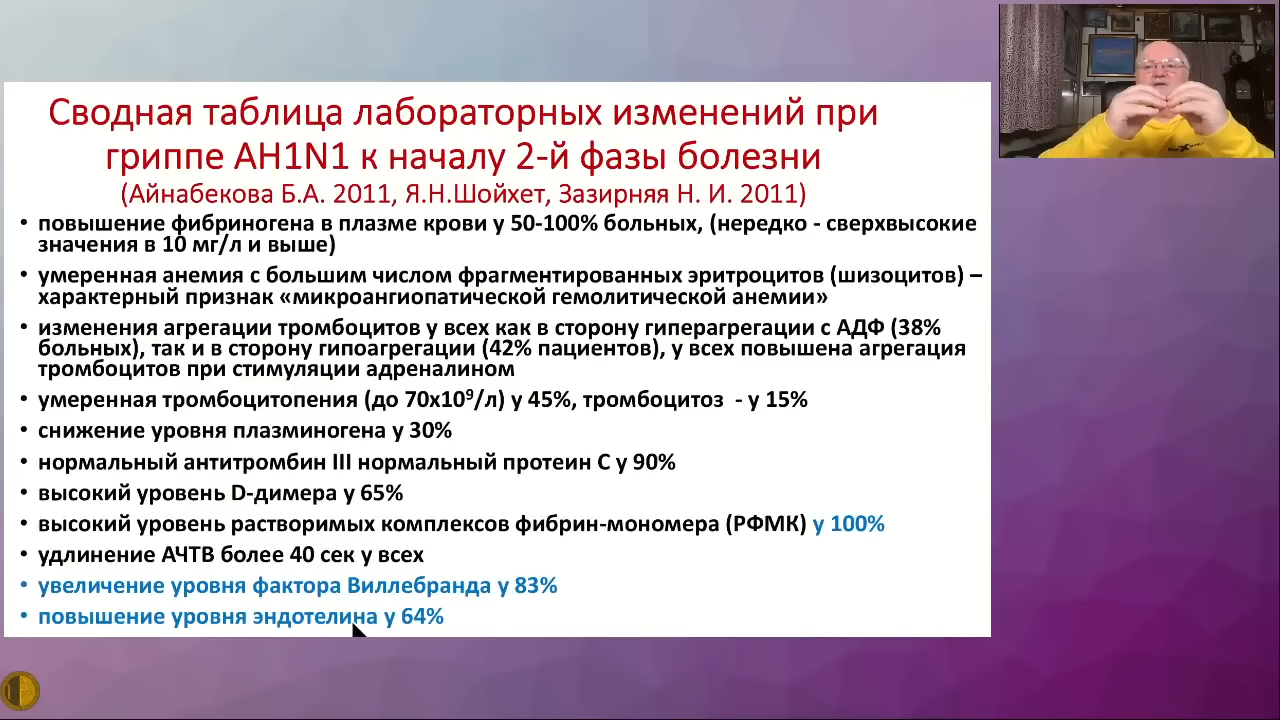 Сводная таблица лабораторных изменений при
гриппе AH1N1 к началу 2-й фазы болезни
(Айнабекова Б.А. 2011, Я.Н.Шойхет, Зазирняя Н. И. 2011)
• повышение фибриногена в плазме крови у 50-100% больных, (нередко - сверхвысокие
значения в 10 мг/л и выше)
• умеренная анемия с большим числом фрагментированных эритроцитов (шизоцитов) –
характерный признак «микроангиопатической гемолитической анемии»
• изменения агрегации тромбоцитов у всех как в сторону гиперагрегации с АДФ (38%
больных), так и в сторону гипоагрегации (42% пациентов), у всех повышена агрегация
тромбоцитов при стимуляции адреналином
• умеренная тромбоцитопения (до 70х10⁹/л) у 45%, тромбоцитоз - у 15%
• снижение уровня плазминогена у 30%
• нормальный антитромбин III нормальный протеин С у 90%
• высокий уровень D-димера у 65%
• высокий уровень растворимых комплексов фибрин-мономера (РФМК) у 100%
• удлинение АЧТВ более 40 сек у всех
• увеличение уровня фактора Виллебранда у 83%
• повышение уровня эндотелина у 64%